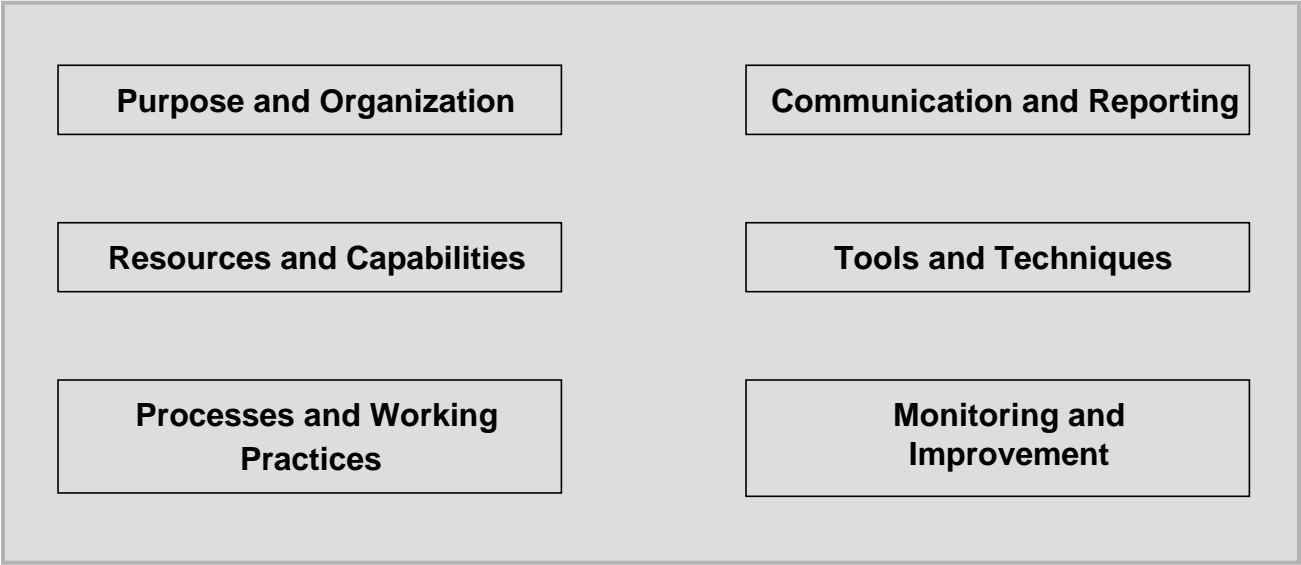 Purpose and Organization
Communication and Reporting
Resources and Capabilities
Tools and Techniques
Processes and Working
Practices
Monitoring and
Improvement